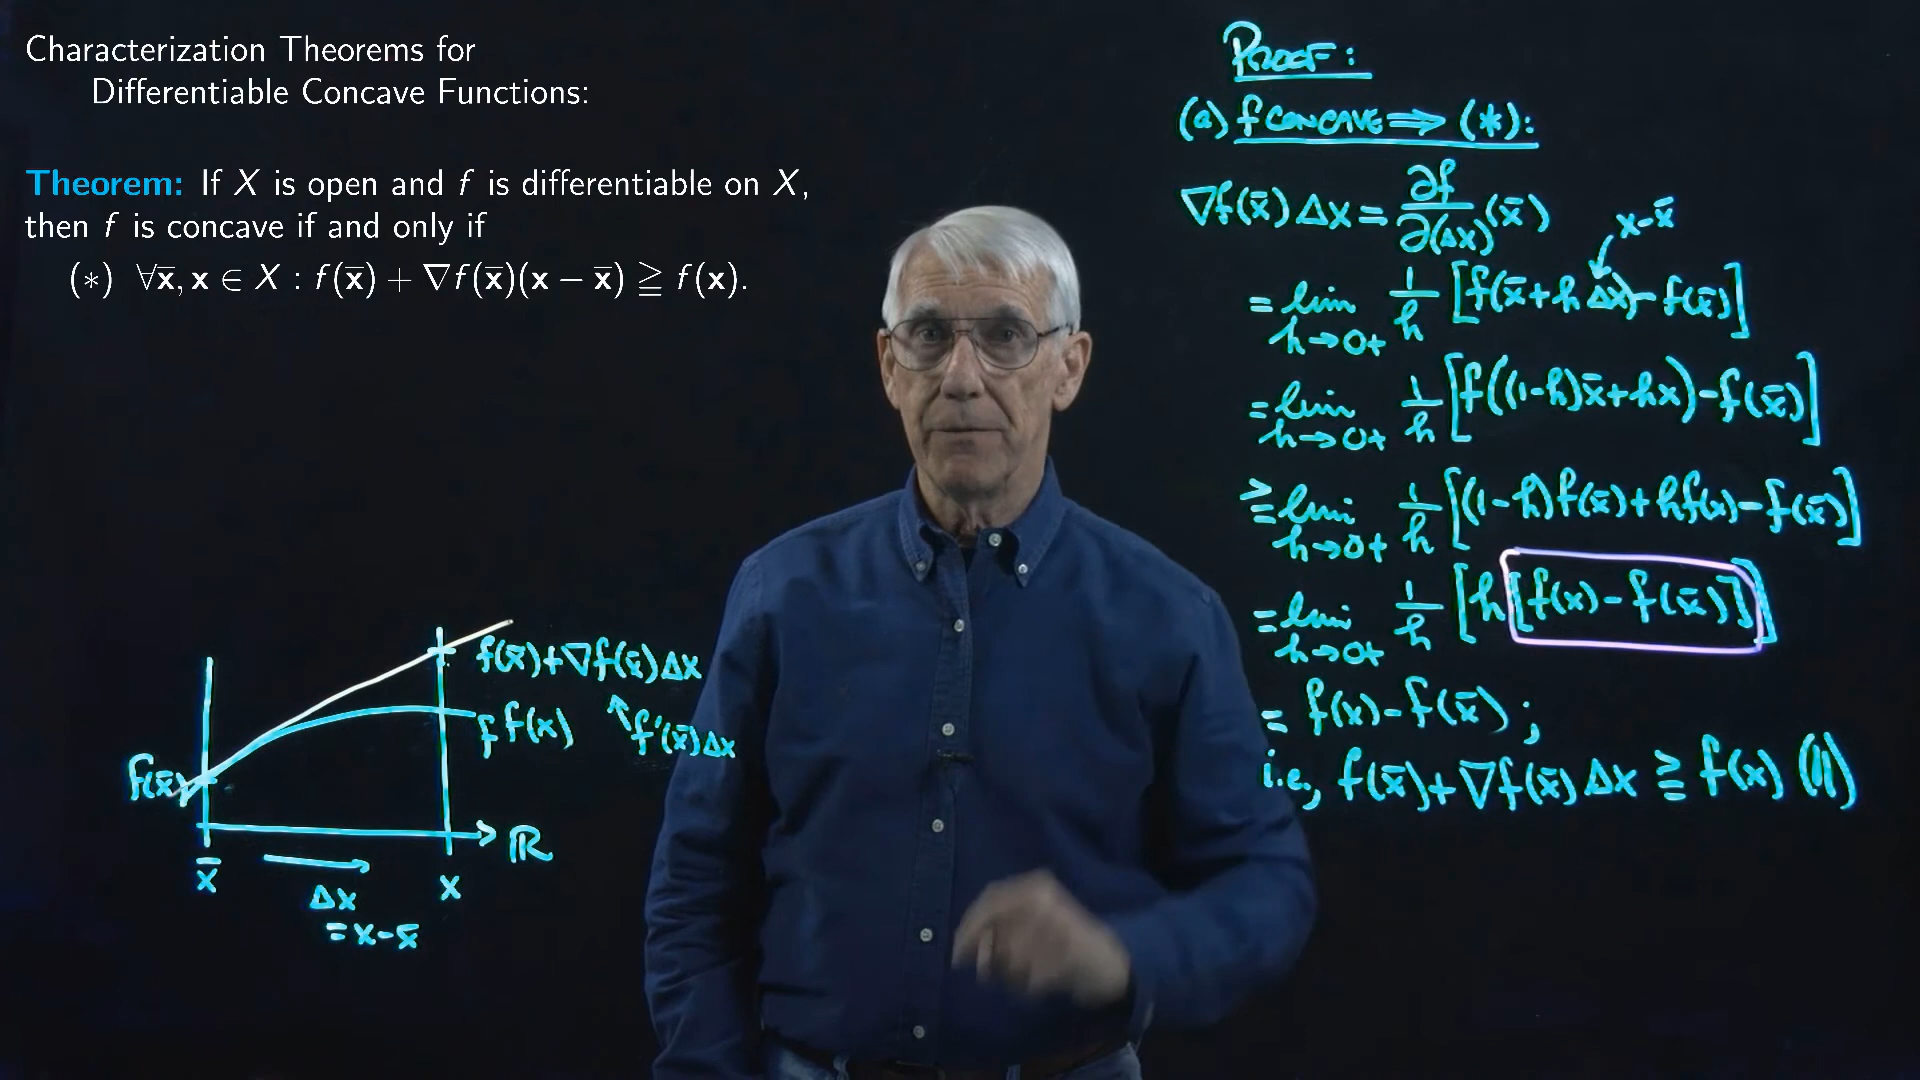 Characterization Theorems for
Differentiable Concave Functions:
Theorem: If X is open and f is differentiable on X,
then f is concave if and only if
(∗) ∀x̄, x ∈ X : f(x̄) + ∇f(x̄)(x − x̄) ≧ f(x).
f(x̄)+∇f(x̄)Δx
f f(x)
f'(x̄)Δx
f(x̄)
ℝ
x̄
x
Δx
=x-x̄
PROOF:
(a) f CONCAVE ⟹ (*):
∇f(x̄)Δx = ∂f/∂(Δx) (x̄)
x-x̄
= lim h→0+ 1/h [f(x̄+hΔx)-f(x̄)]
= lim h→0+ 1/h [f((1-h)x̄+hx)-f(x̄)]
≥ lim h→0+ 1/h [(1-h)f(x̄)+hf(x)-f(x̄)]
= lim h→0+ 1/h [h[f(x)-f(x̄)]]
= f(x)-f(x̄);
i.e., f(x̄)+∇f(x̄)Δx ≧ f(x) (||)